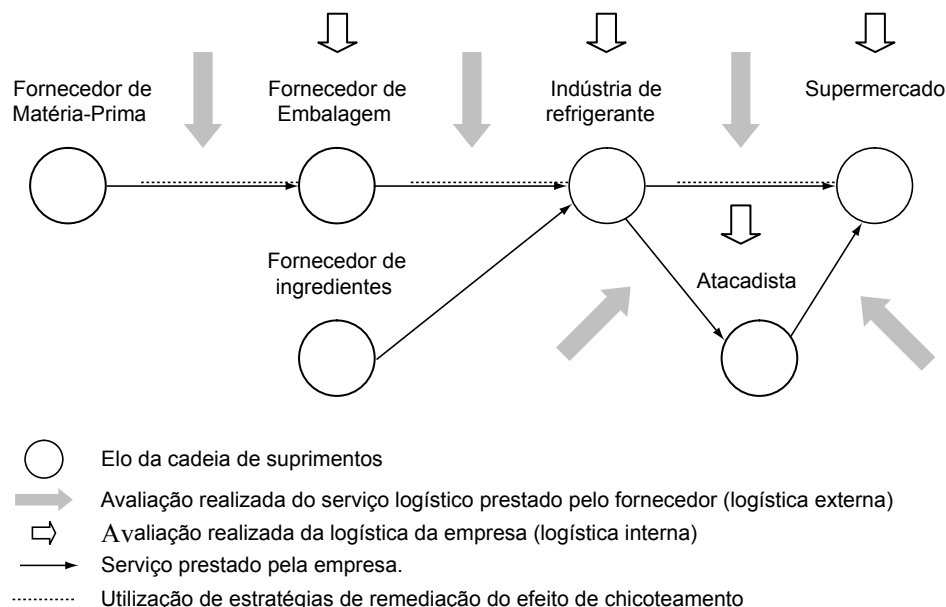 Fornecedor de
Matéria-Prima
Fornecedor de
Embalagem
Indústria de
refrigerante
Supermercado
Fornecedor de
ingredientes
Atacadista
Elo da cadeia de suprimentos
Avaliação realizada do serviço logístico prestado pelo fornecedor (logística externa)
Avaliação realizada da logística da empresa (logística interna)
Serviço prestado pela empresa.
Utilização de estratégias de remediação do efeito de chicoteamento